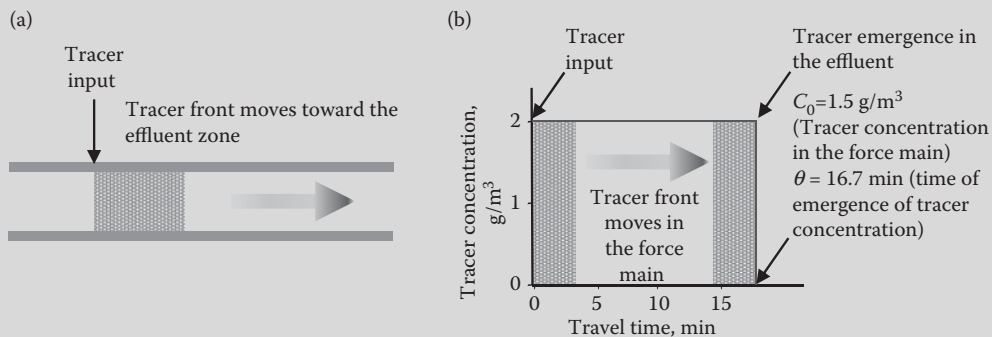 (a)
Tracer
input
Tracer front moves toward the
effluent zone
(b)
Tracer
input
Tracer emergence in
the effluent
C₀=1.5 g/m³
(Tracer concentration
in the force main)
θ = 16.7 min (time of
emergence of tracer
concentration)
Tracer concentration,
g/m³
2
1
0
Tracer front
moves in
the force
main
0 5 10 15
Travel time, min